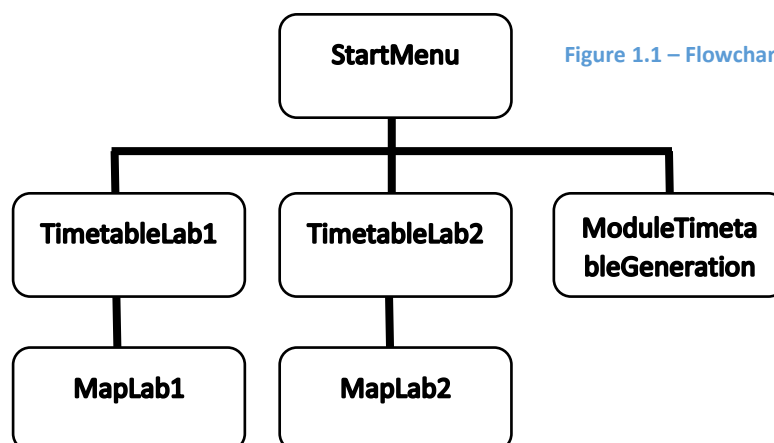 StartMenu
Figure 1.1 – Flowchar
TimetableLab1
TimetableLab2
ModuleTimeta
bleGeneration
MapLab1
MapLab2